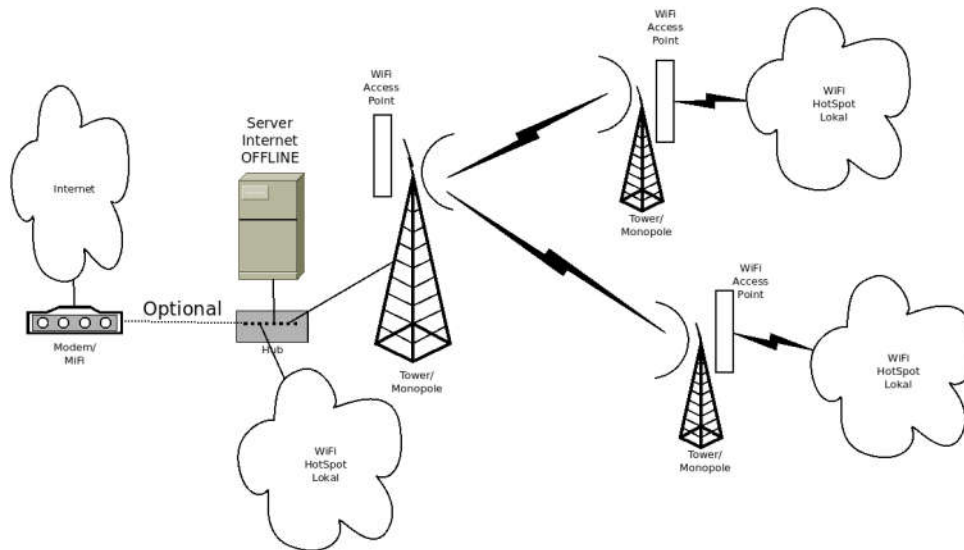 WiFi
Access
Point
WiFi
HotSpot
Lokal
WiFi
Access
Point
Server
Internet
OFFLINE
Internet
Tower/
Monopole
WiFi
Access
Point
Optional
Modem/
MiFi
Hub
Tower/
Monopole
WiFi
HotSpot
Lokal
WiFi
HotSpot
Lokal
Tower/
Monopole